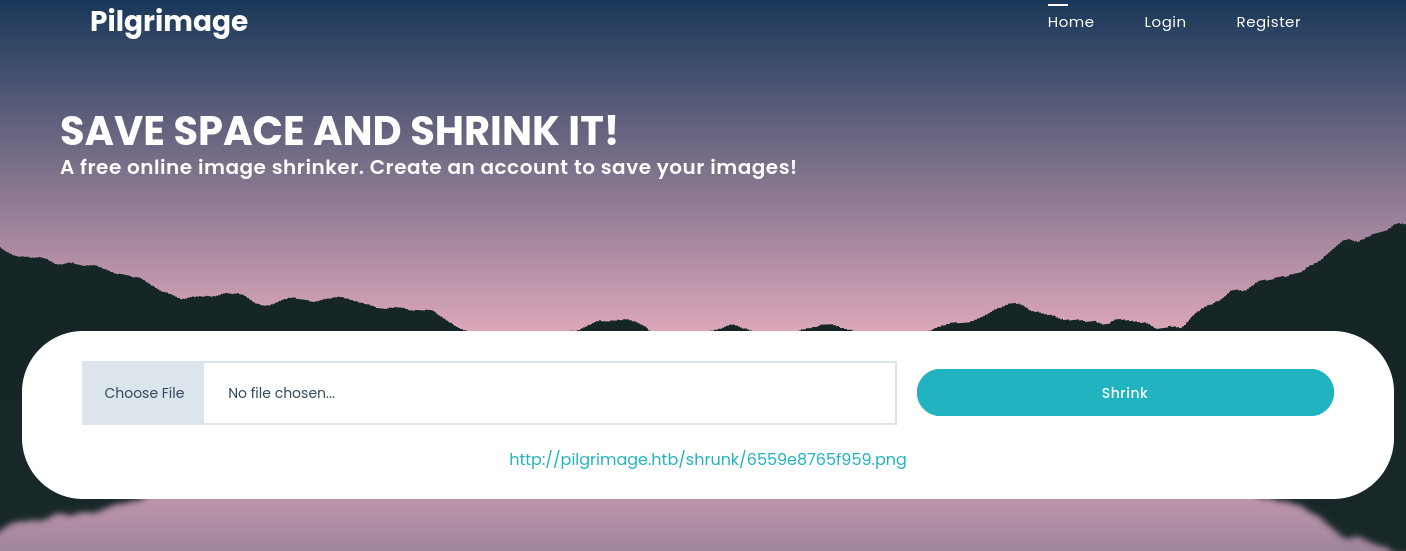 Pilgrimage
Home Login Register
SAVE SPACE AND SHRINK IT!
A free online image shrinker. Create an account to save your images!
Choose File No file chosen... Shrink
http://pilgrimage.htb/shrunk/6559e8765f959.png